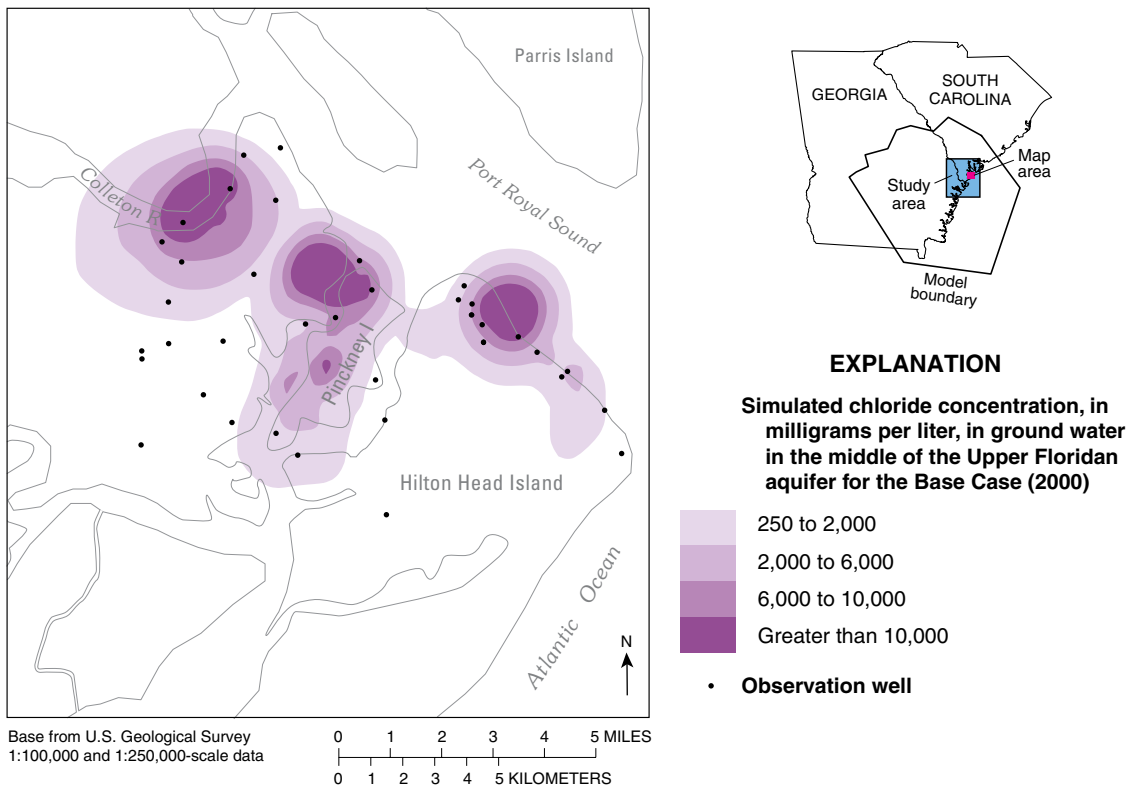 Parris Island
Port Royal Sound
Colleton R
Pinckney I
Hilton Head Island
Atlantic Ocean
N
Base from U.S. Geological Survey
1:100,000 and 1:250,000-scale data
0 1 2 3 4 5 MILES
0 1 2 3 4 5 KILOMETERS
GEORGIA
SOUTH
CAROLINA
Map
area
Study
area
Model
boundary
EXPLANATION
Simulated chloride concentration, in
milligrams per liter, in ground water
in the middle of the Upper Floridan
aquifer for the Base Case (2000)
250 to 2,000
2,000 to 6,000
6,000 to 10,000
Greater than 10,000
Observation well